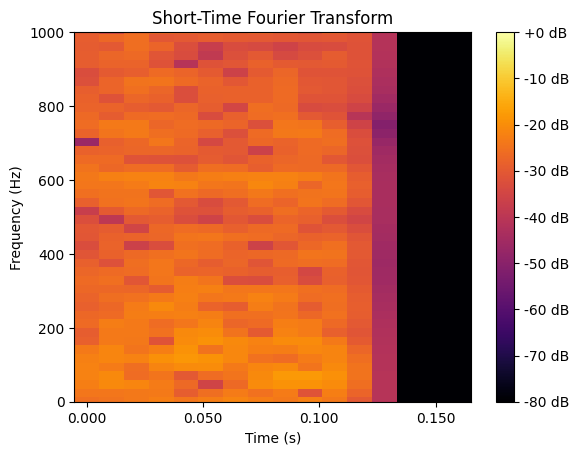 Short-Time Fourier Transform
Frequency (Hz)
1000
800
600
400
200
0
0.000
0.050
0.100
0.150
Time (s)
+0 dB
-10 dB
-20 dB
-30 dB
-40 dB
-50 dB
-60 dB
-70 dB
-80 dB